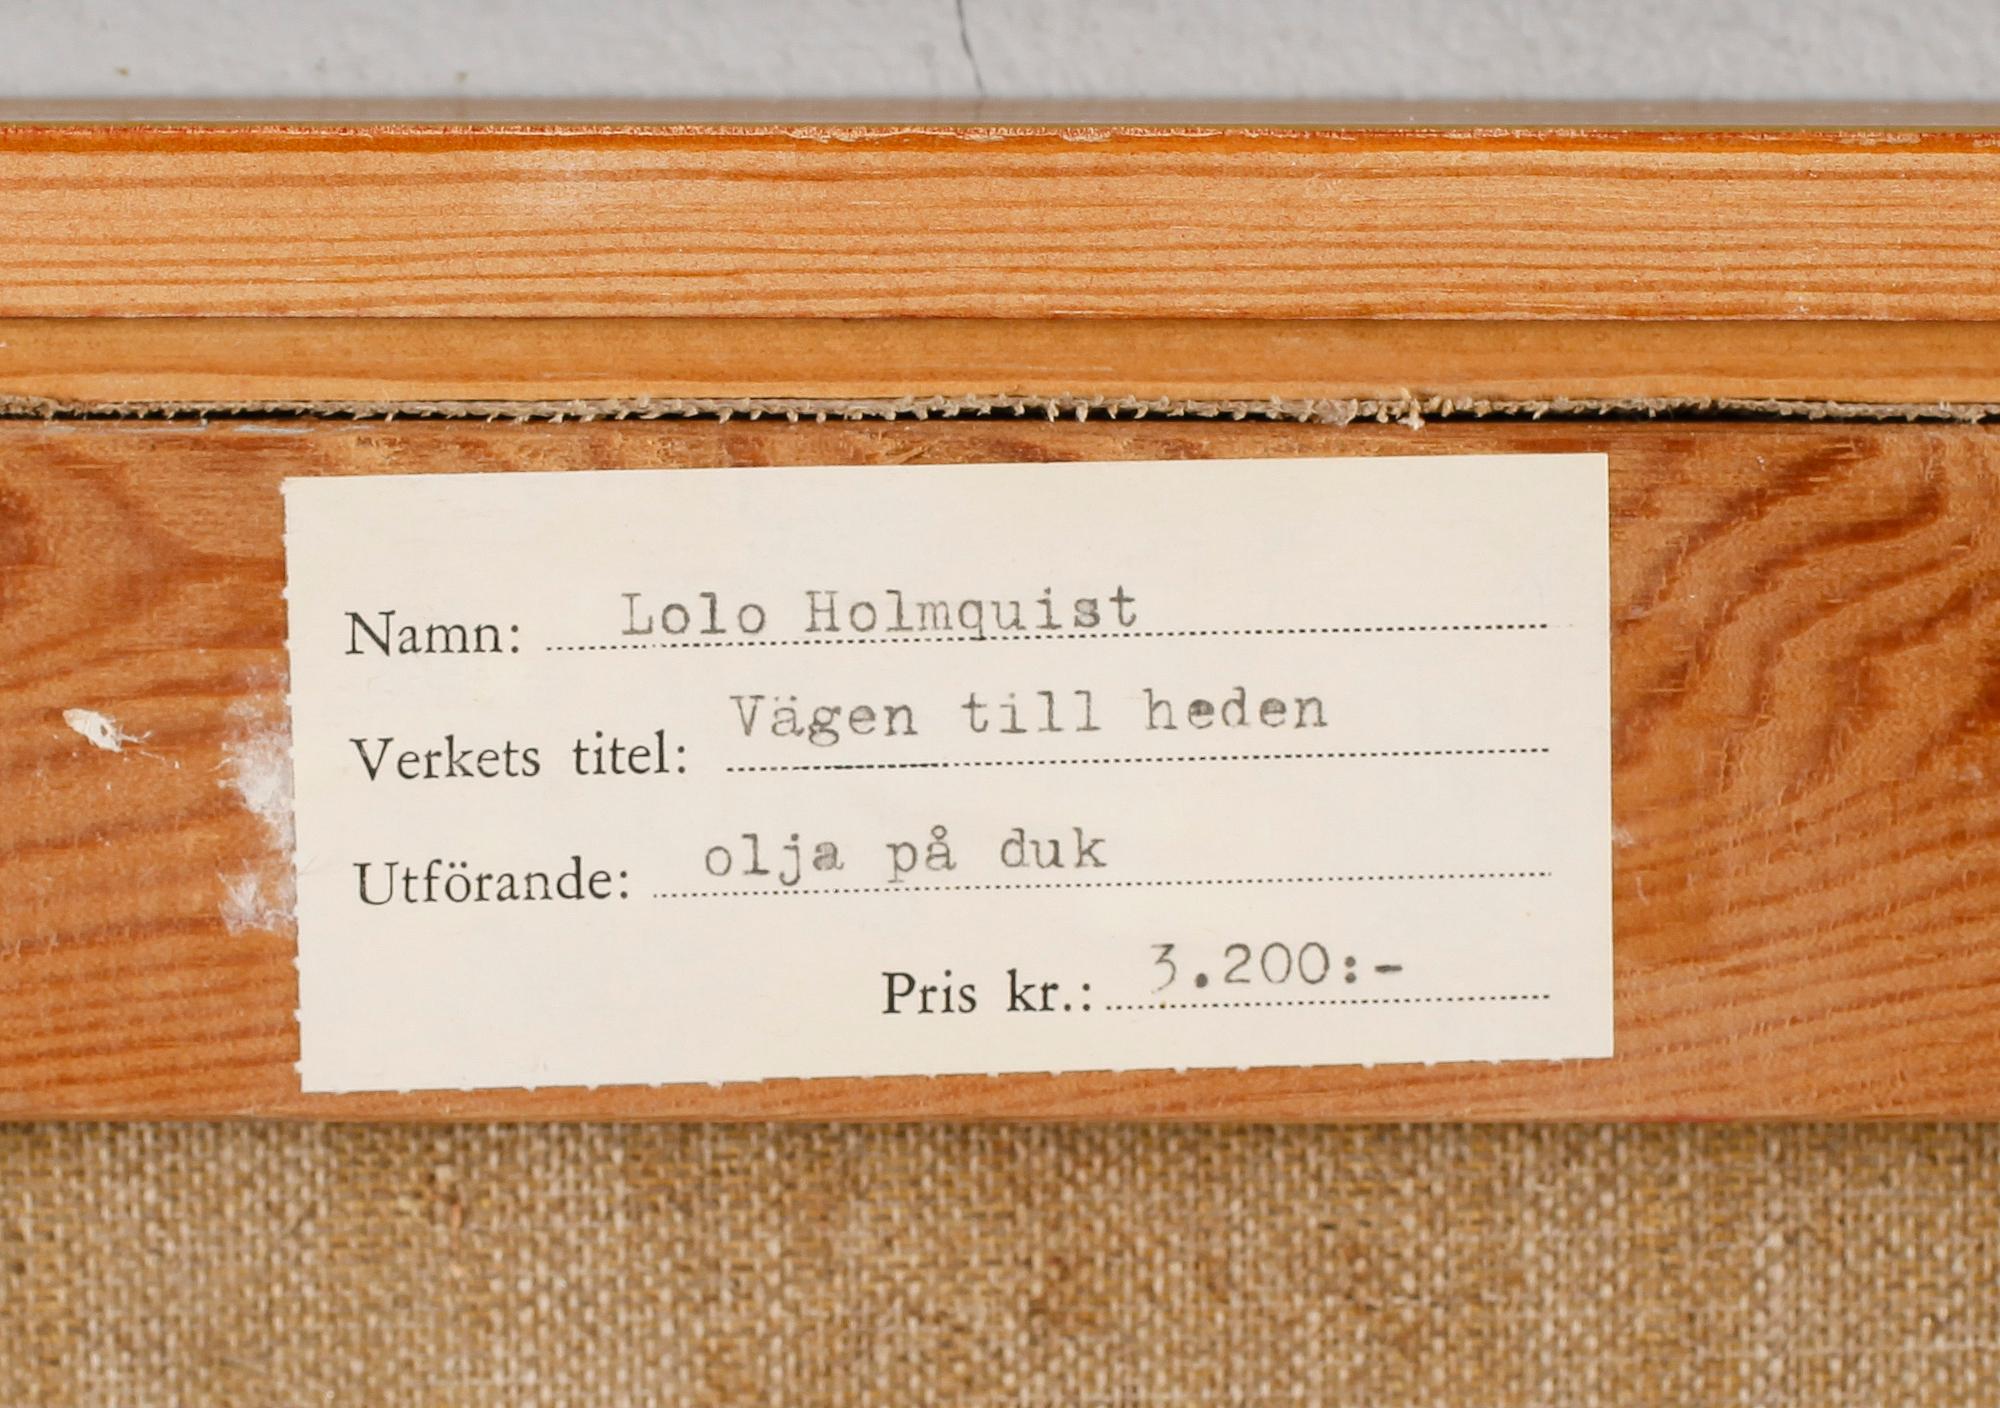 Namn: Lolo Holmquist
Verkets titel: Vägen till heden
Utförande: olja på duk
Pris kr.: 3.200:-